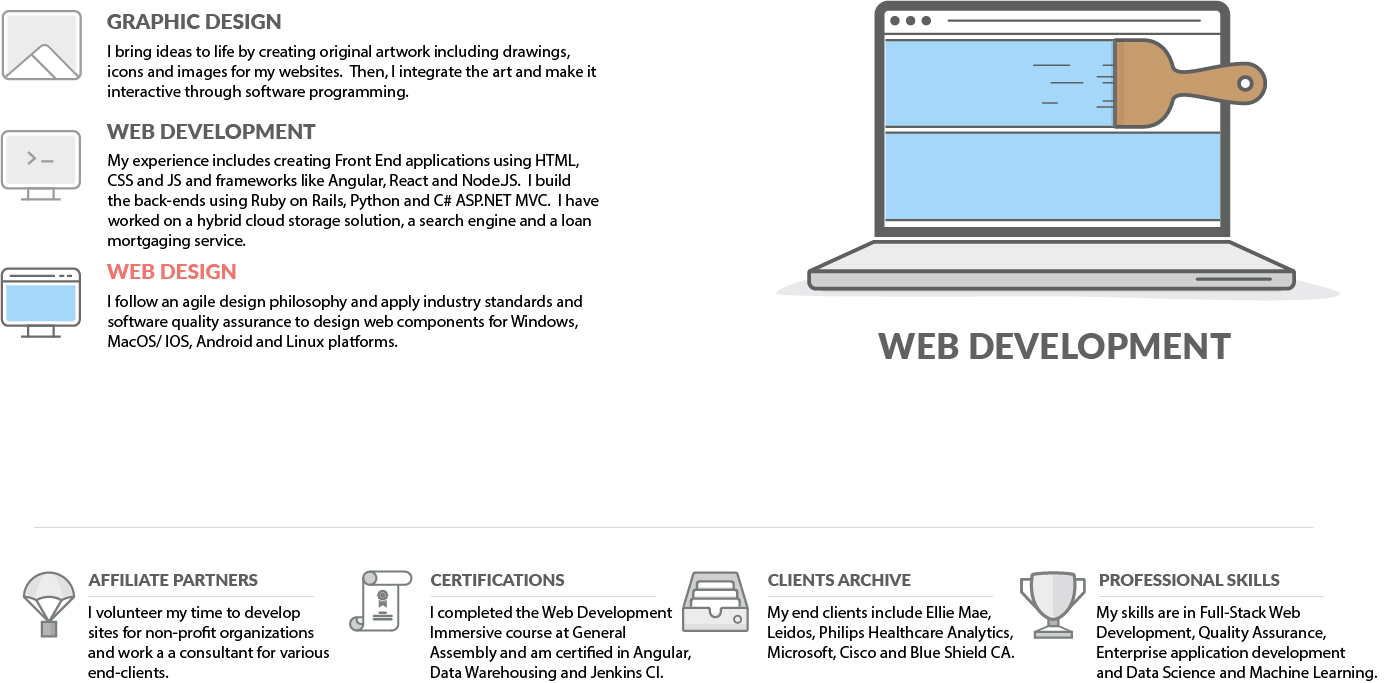 GRAPHIC DESIGN
I bring ideas to life by creating original artwork including drawings,
icons and images for my websites.  Then, I integrate the art and make it
interactive through software programming.
WEB DEVELOPMENT
My experience includes creating Front End applications using HTML,
CSS and JS and frameworks like Angular, React and Node.JS.  I build
the back-ends using Ruby on Rails, Python and C# ASP.NET MVC.  I have
worked on a hybrid cloud storage solution, a search engine and a loan
mortgaging service.
WEB DESIGN
I follow an agile design philosophy and apply industry standards and
software quality assurance to design web components for Windows,
MacOS/ IOS, Android and Linux platforms.
WEB DEVELOPMENT
AFFILIATE PARTNERS
I volunteer my time to develop
sites for non-profit organizations
and work a a consultant for various
end-clients.
CERTIFICATIONS
I completed the Web Development
Immersive course at General
Assembly and am certified in Angular,
Data Warehousing and Jenkins CI.
CLIENTS ARCHIVE
My end clients include Ellie Mae,
Leidos, Philips Healthcare Analytics,
Microsoft, Cisco and Blue Shield CA.
PROFESSIONAL SKILLS
My skills are in Full-Stack Web
Development, Quality Assurance,
Enterprise application development
and Data Science and Machine Learning.